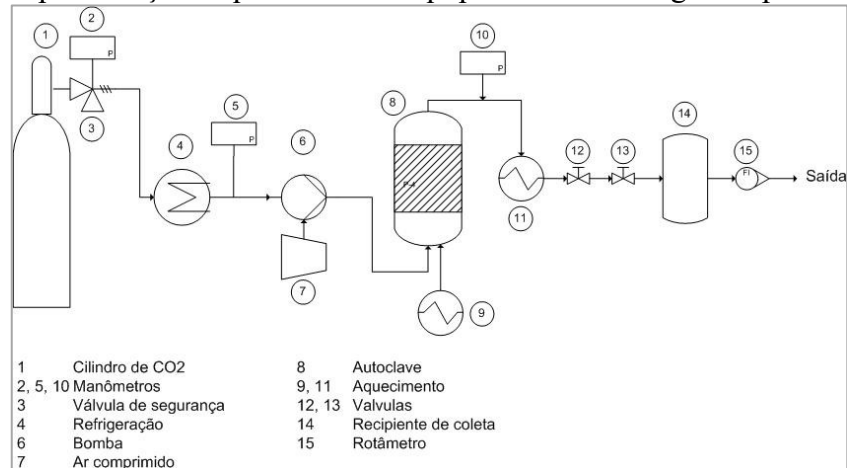 1
2
P
3
4
5
P
6
7
8
P-4
9
10
P
11
12
13
14
15
FI
Saída
1 Cilindro de CO2
2, 5, 10 Manômetros
3 Válvula de segurança
4 Refrigeração
6 Bomba
7 Ar comprimido
8 Autoclave
9, 11 Aquecimento
12, 13 Valvulas
14 Recipiente de coleta
15 Rotâmetro